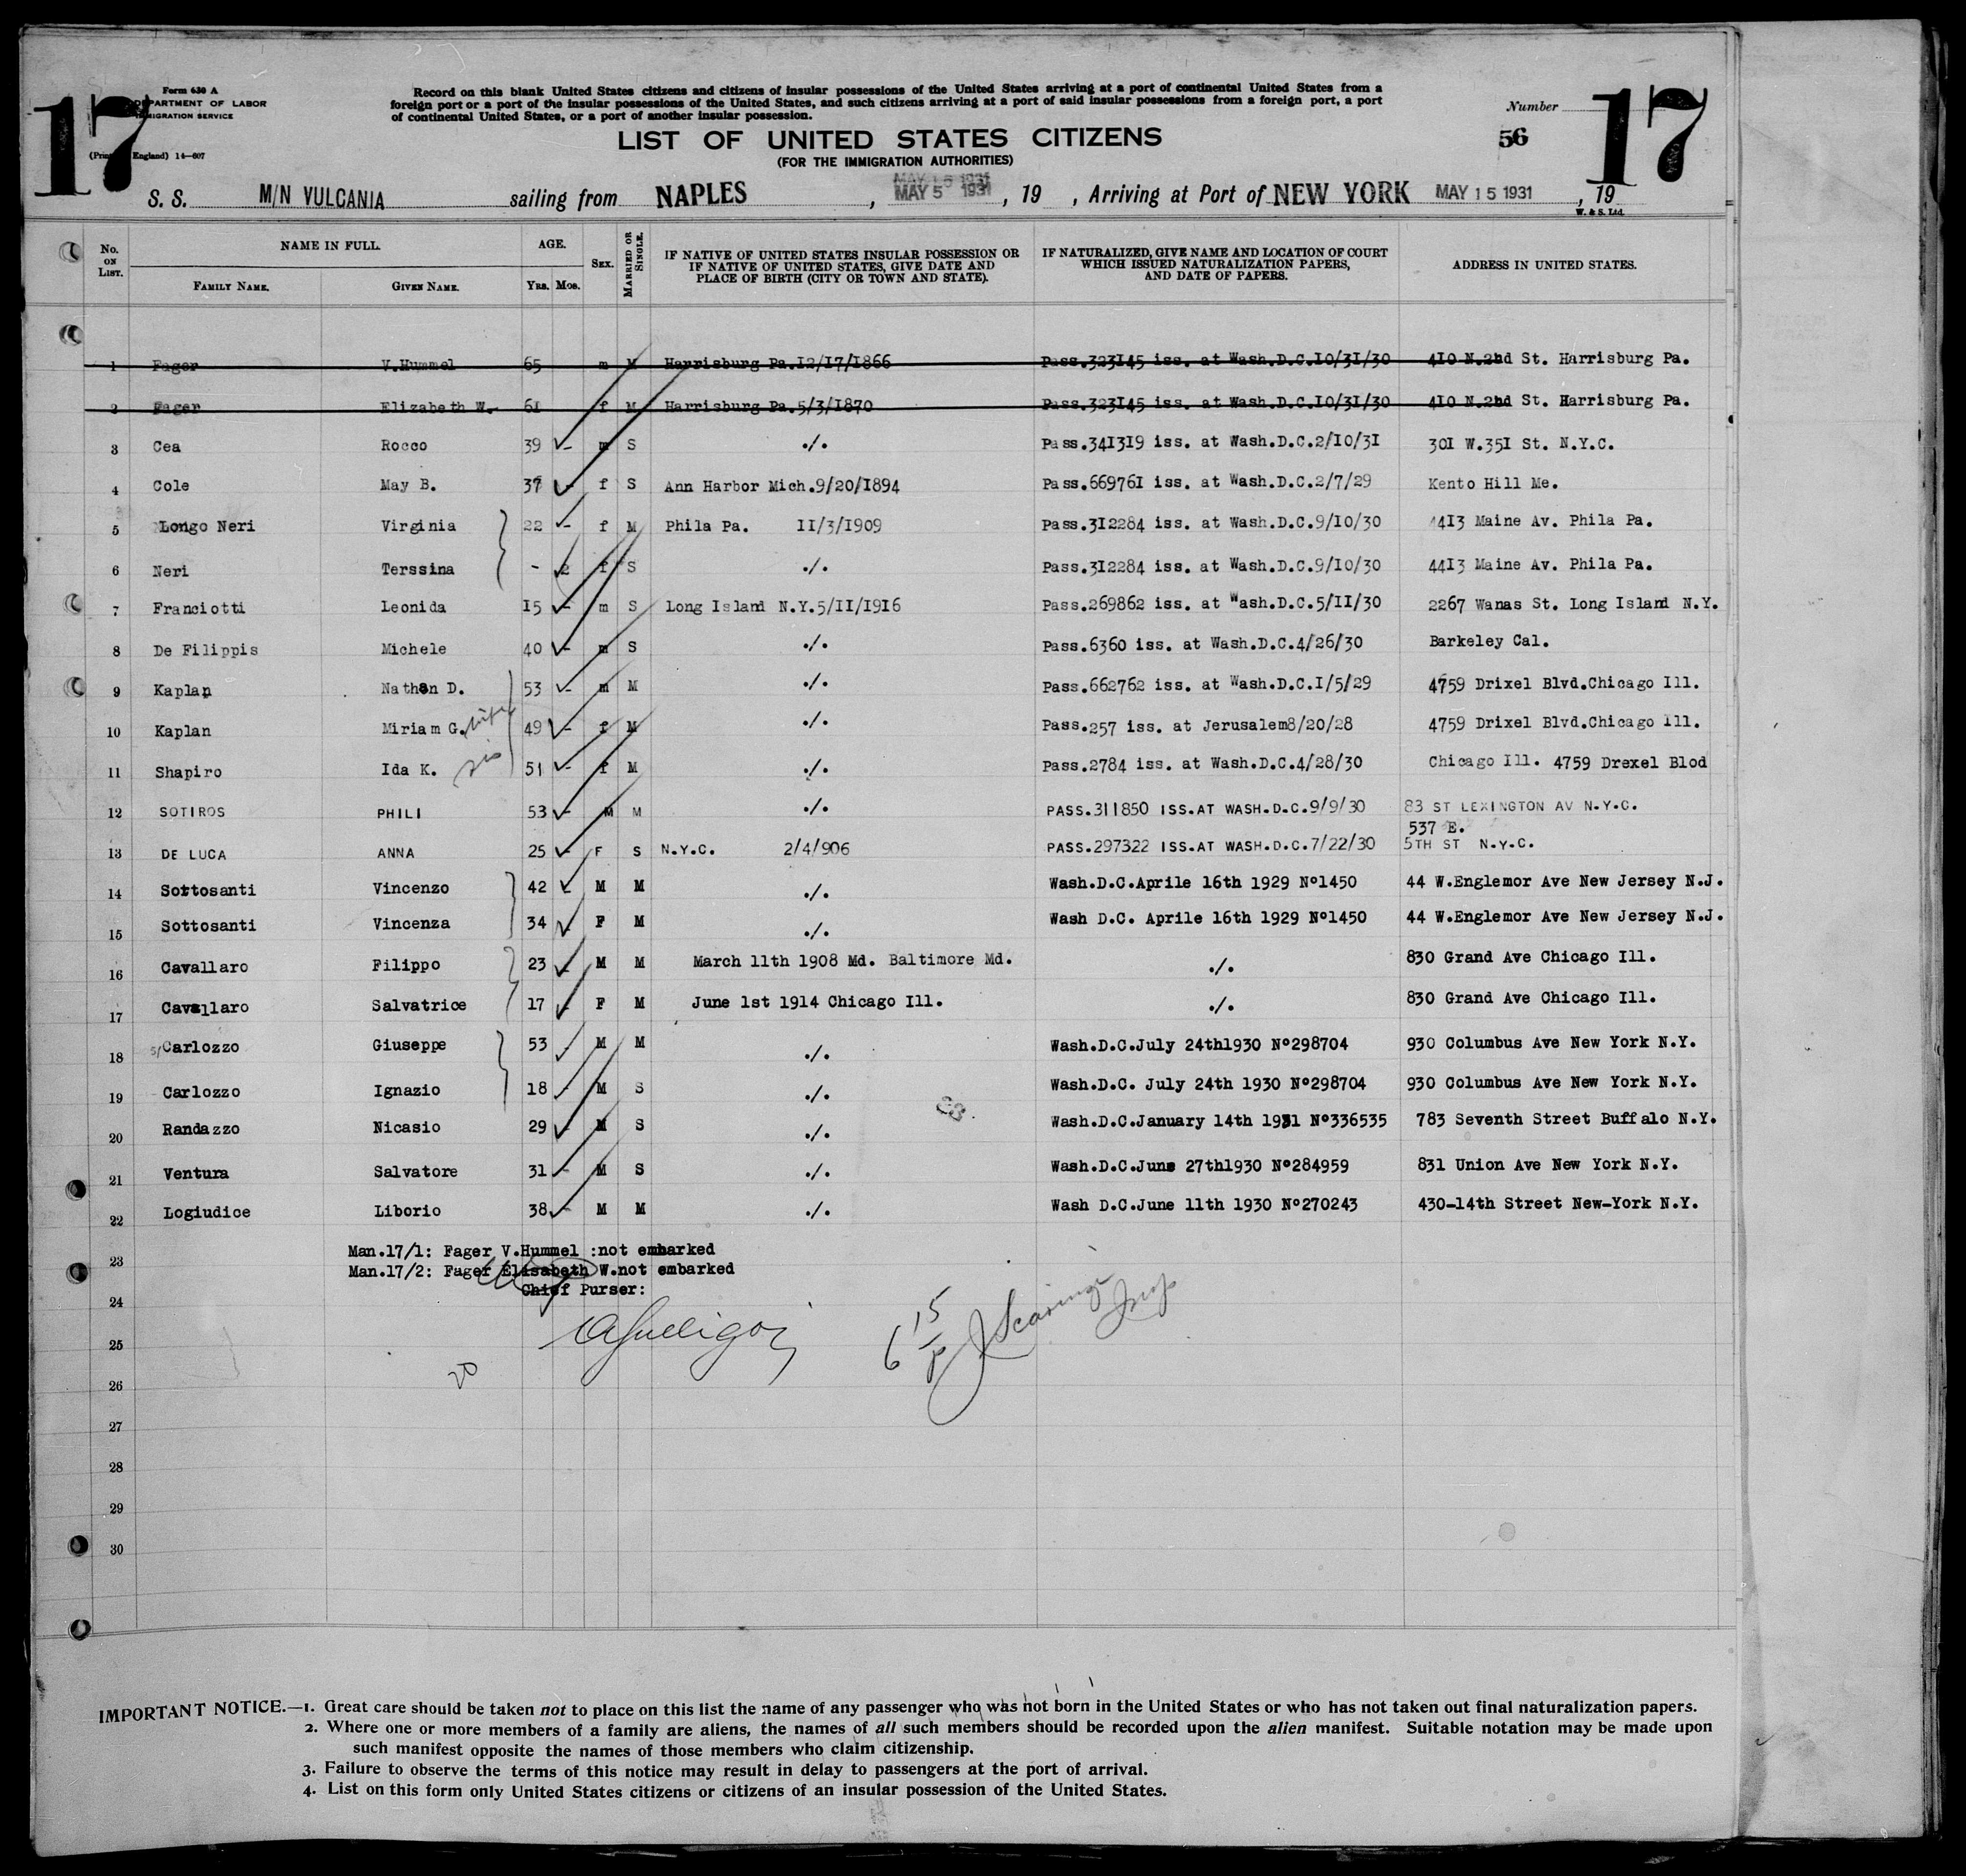 17
Form 630 A
DEPARTMENT OF LABOR
IMMIGRATION SERVICE
England) 14—607
Record on this blank United States citizens and citizens of insular possessions of the United States arriving at a port of continental United States from a
foreign port or a port of the insular possessions of the United States, and such citizens arriving at a port of said insular possessions from a foreign port, a port
of continental United States, or a port of another insular possession.
LIST OF UNITED STATES CITIZENS
(FOR THE IMMIGRATION AUTHORITIES)
Number
56
17
S. S. M/N VULCANIA sailing from NAPLES, MAY 5 1931, 19 , Arriving at Port of NEW YORK MAY 15 1931, 19
W. & S. Ltd.
No. ON LIST. NAME IN FULL. FAMILY NAME. GIVEN NAME. AGE. YRS. MOS. SEX. MARRIED OR SINGLE. IF NATIVE OF UNITED STATES INSULAR POSSESSION OR IF NATIVE OF UNITED STATES, GIVE DATE AND PLACE OF BIRTH (CITY OR TOWN AND STATE). IF NATURALIZED, GIVE NAME AND LOCATION OF COURT WHICH ISSUED NATURALIZATION PAPERS, AND DATE OF PAPERS. ADDRESS IN UNITED STATES.
1 Fager V.Hummel 65 m M Harrisburg Pa.12/17/1866 Pass.323145 iss. at Wash.D.C.10/31/30 410 N.2nd St. Harrisburg Pa.
2 Fager Elizabeth W. 61 f M Harrisburg Pa.5/3/1870 Pass.323145 iss. at Wash.D.C.10/31/30 410 N.2nd St. Harrisburg Pa.
3 Cea Rocco 39 - m S ./. Pass.341319 iss. at Wash.D.C.2/10/31 301 W.351 St. N.Y.C.
4 Cole May B. 37 - f S Ann Harbor Mich.9/20/1894 Pass.669761 iss. at Wash.D.C.2/7/29 Kento Hill Me.
5 Longo Neri Virginia 22 - f M Phila Pa. 11/3/1909 Pass.312284 iss. at Wash.D.C.9/10/30 4413 Maine Av. Phila Pa.
6 Neri Terssina - 2 f S ./. Pass.312284 iss. at Wash.D.C.9/10/30 4413 Maine Av. Phila Pa.
7 Franciotti Leonida 15 - m S Long Island N.Y.5/11/1916 Pass.269862 iss. at Wash.D.C.5/11/30 2267 Wanas St. Long Island N.Y.
8 De Filippis Michele 40 - m S ./. Pass.6360 iss. at Wash.D.C.4/26/30 Barkeley Cal.
9 Kaplan Nathan D. 53 - m M ./. Pass.662762 iss. at Wash.D.C.1/5/29 4759 Drixel Blvd.Chicago Ill.
10 Kaplan Miriam G. wife 49 - f M ./. Pass.257 iss. at Jerusalem8/20/28 4759 Drixel Blvd.Chicago Ill.
11 Shapiro Ida K. sis 51 - f M ./. Pass.2784 iss. at Wash.D.C.4/28/30 Chicago Ill. 4759 Drexel Blod
12 SOTIROS PHILI 53 - M M ./. PASS.311850 ISS.AT WASH.D.C.9/9/30 83 ST LEXINGTON AV N.Y.C.
537 E.
13 DE LUCA ANNA 25 - F S N.Y.C. 2/4/906 PASS.297322 ISS.AT WASH.D.C.7/22/30 5TH ST N.Y.C.
14 Sottosanti Vincenzo 42 - M M ./. Wash.D.C.Aprile 16th 1929 Nº1450 44 W.Englemor Ave New Jersey N.J.
15 Sottosanti Vincenza 34 - F M ./. Wash D.C. Aprile 16th 1929 Nº1450 44 W.Englemor Ave New Jersey N.J.
16 Cavallaro Filippo 23 - M M March 11th 1908 Md. Baltimore Md. ./. 830 Grand Ave Chicago Ill.
17 Cavallaro Salvatrice 17 - F M June 1st 1914 Chicago Ill. ./. 830 Grand Ave Chicago Ill.
18 Carlozzo Giuseppe 53 - M M ./. Wash.D.C.July 24th1930 Nº298704 930 Columbus Ave New York N.Y.
19 Carlozzo Ignazio 18 - M S ./. Wash.D.C. July 24th 1930 Nº298704 930 Columbus Ave New York N.Y.
20 Randazzo Nicasio 29 - M S ./. Wash.D.C.January 14th 1931 Nº336535 783 Seventh Street Buffalo N.Y.
21 Ventura Salvatore 31 - M S ./. Wash.D.C.June 27th1930 Nº284959 831 Union Ave New York N.Y.
22 Logiudice Liborio 38 - M M ./. Wash D.C.June 11th 1930 Nº270243 430-14th Street New-York N.Y.
23 Man.17/1: Fager V.Hummel :not embarked
Man.17/2: Fager Elisabeth W.not embarked
Chief Purser:
24
25
20
26
27
28
29
30
IMPORTANT NOTICE.—1. Great care should be taken not to place on this list the name of any passenger who was not born in the United States or who has not taken out final naturalization papers.
2. Where one or more members of a family are aliens, the names of all such members should be recorded upon the alien manifest. Suitable notation may be made upon
such manifest opposite the names of those members who claim citizenship.
3. Failure to observe the terms of this notice may result in delay to passengers at the port of arrival.
4. List on this form only United States citizens or citizens of an insular possession of the United States.